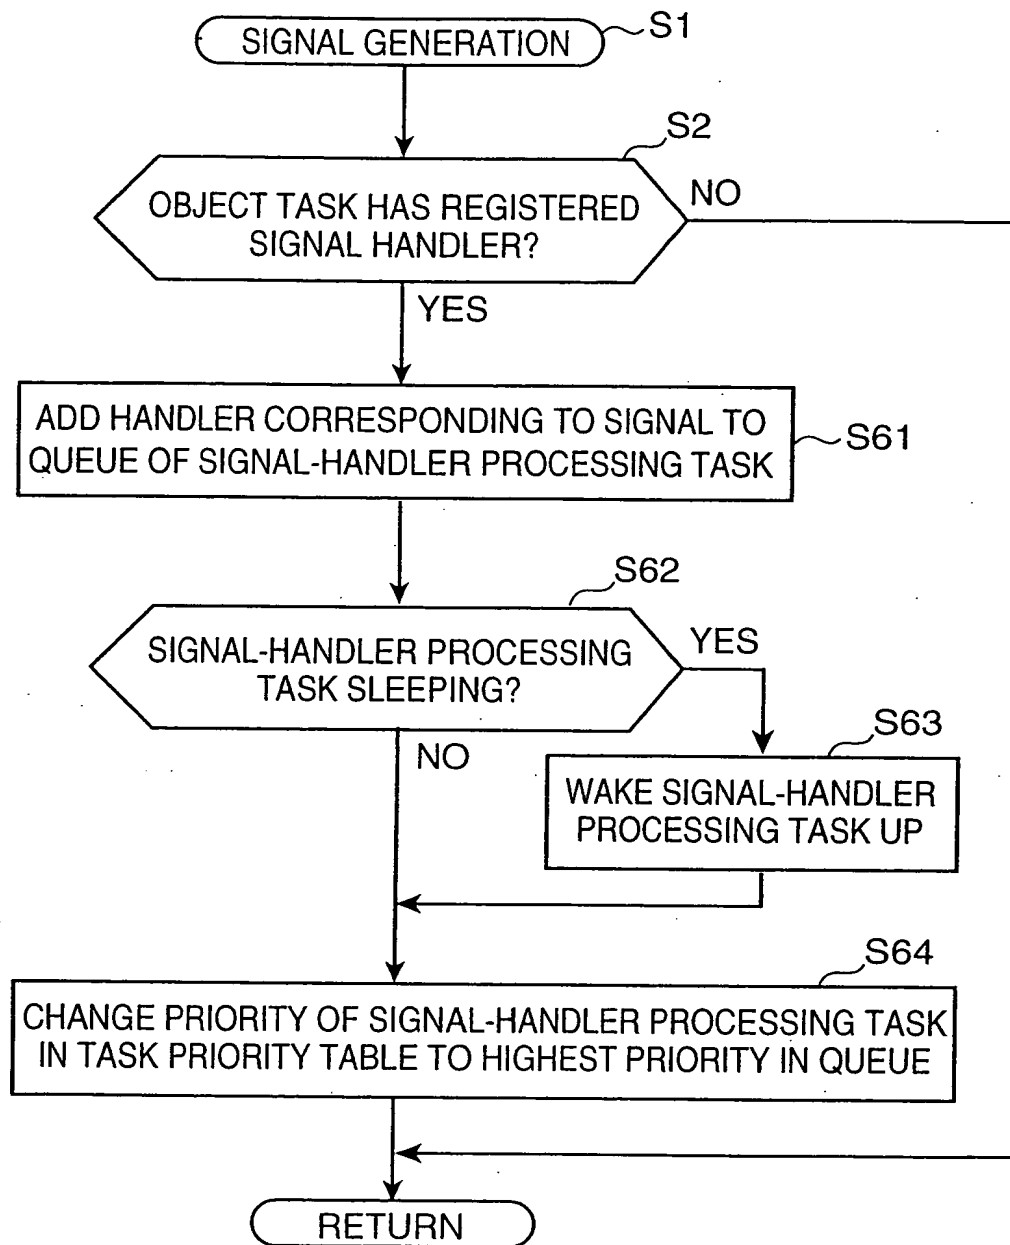 SIGNAL GENERATION
S1
S2
OBJECT TASK HAS REGISTERED
SIGNAL HANDLER?
NO
YES
ADD HANDLER CORRESPONDING TO SIGNAL TO
QUEUE OF SIGNAL-HANDLER PROCESSING TASK
S61
S62
SIGNAL-HANDLER PROCESSING
TASK SLEEPING?
YES
NO
S63
WAKE SIGNAL-HANDLER
PROCESSING TASK UP
S64
CHANGE PRIORITY OF SIGNAL-HANDLER PROCESSING TASK
IN TASK PRIORITY TABLE TO HIGHEST PRIORITY IN QUEUE
RETURN